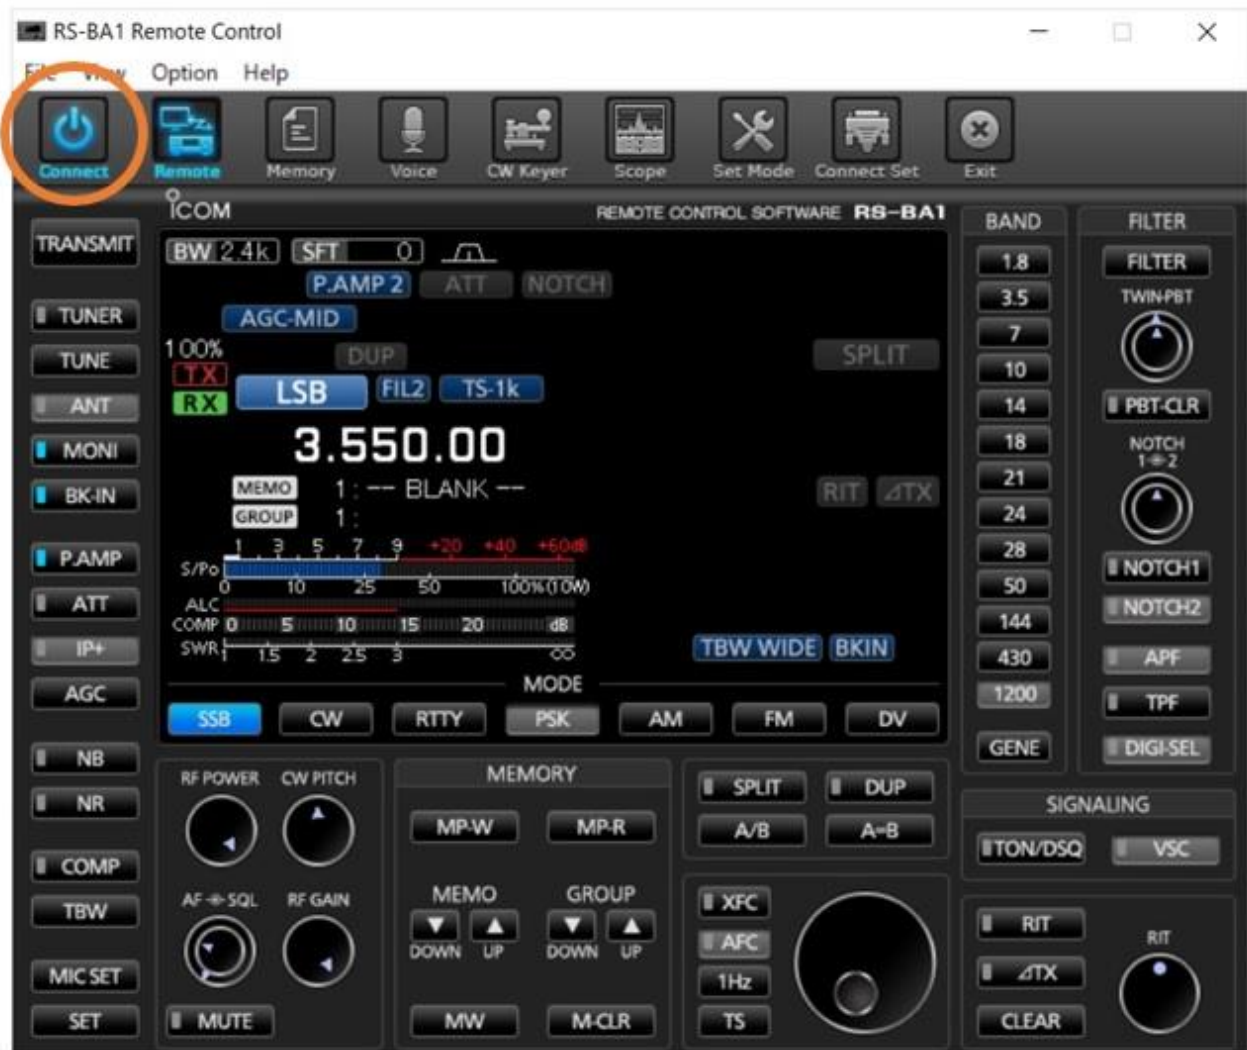 RS-BA1 Remote Control
File View Option Help
Connect Remote Memory Voice CW Keyer Scope Set Mode Connect Set Exit
ICOM REMOTE CONTROL SOFTWARE RS-BA1
TRANSMIT
TUNER
TUNE
ANT
MONI
BK-IN
P.AMP
ATT
IP+
AGC
NB
NR
COMP
TBW
MIC SET
SET
BW 2.4k SFT 0
P.AMP 2 ATT NOTCH
AGC-MID
100% DUP SPLIT
TX
RX LSB FIL2 TS-1k
3.550.00
MEMO 1 : -- BLANK -- RIT ⊿TX
GROUP 1 :
1 3 5 7 9 +20 +40 +60dB
S/Po
0 10 25 50 100%(10W)
ALC
COMP 0 5 10 15 20 dB
SWR 1 1.5 2 2.5 3 ∞
TBW WIDE BKIN
MODE
SSB CW RTTY PSK AM FM DV
RF POWER CW PITCH
AF SQL RF GAIN
MUTE
MEMORY
MP-W MP-R
MEMO GROUP
DOWN UP DOWN UP
MW M-CLR
SPLIT DUP
A/B A=B
XFC
AFC
1Hz
TS
BAND
1.8
3.5
7
10
14
18
21
24
28
50
144
430
1200
GENE
FILTER
FILTER
TWIN-PBT
PBT-CLR
NOTCH
1 2
NOTCH1
NOTCH2
APF
TPF
DIGI-SEL
SIGNALING
TON/DSQ VSC
RIT
⊿TX
CLEAR
RIT